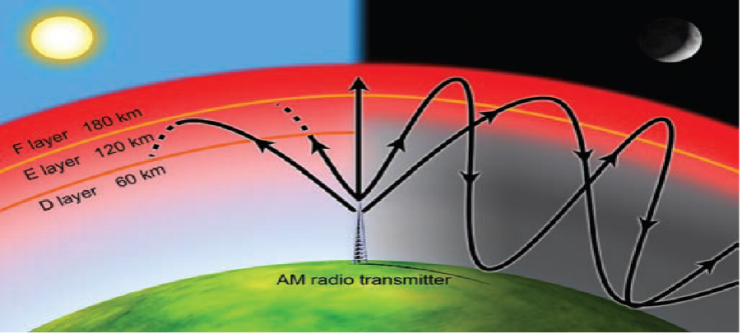 F layer 180 km
E layer 120 km
D layer 60 km
AM radio transmitter